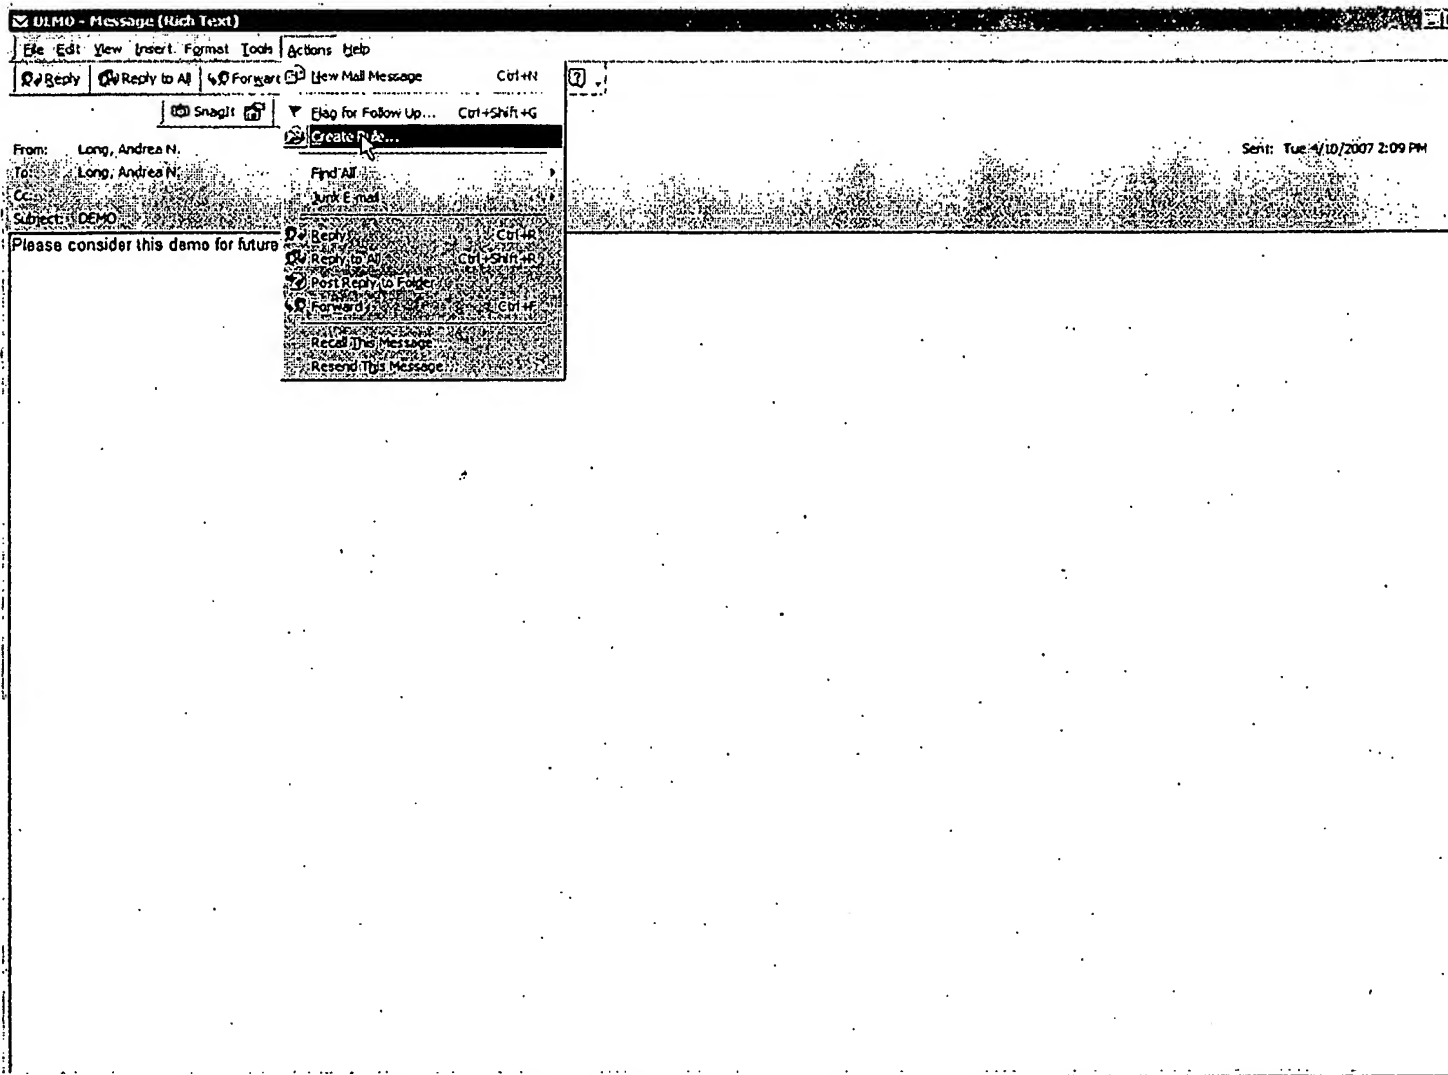 DEMO - Message (Rich Text)
File Edit View Insert Format Tools Actions Help
Reply Reply to All Forward New Mail Message Ctrl+N
SnagIt Flag for Follow Up... Ctrl+Shift+G
Create Rule...
From: Long, Andrea N. Sent: Tue 4/10/2007 2:09 PM
To: Long, Andrea N. Find All
Cc: Junk E-mail
Subject: DEMO
Reply Ctrl+R
Please consider this demo for future
Reply to All Ctrl+Shift+R
Post Reply to Folder
Forward Ctrl+F
Recall This Message...
Resend This Message...